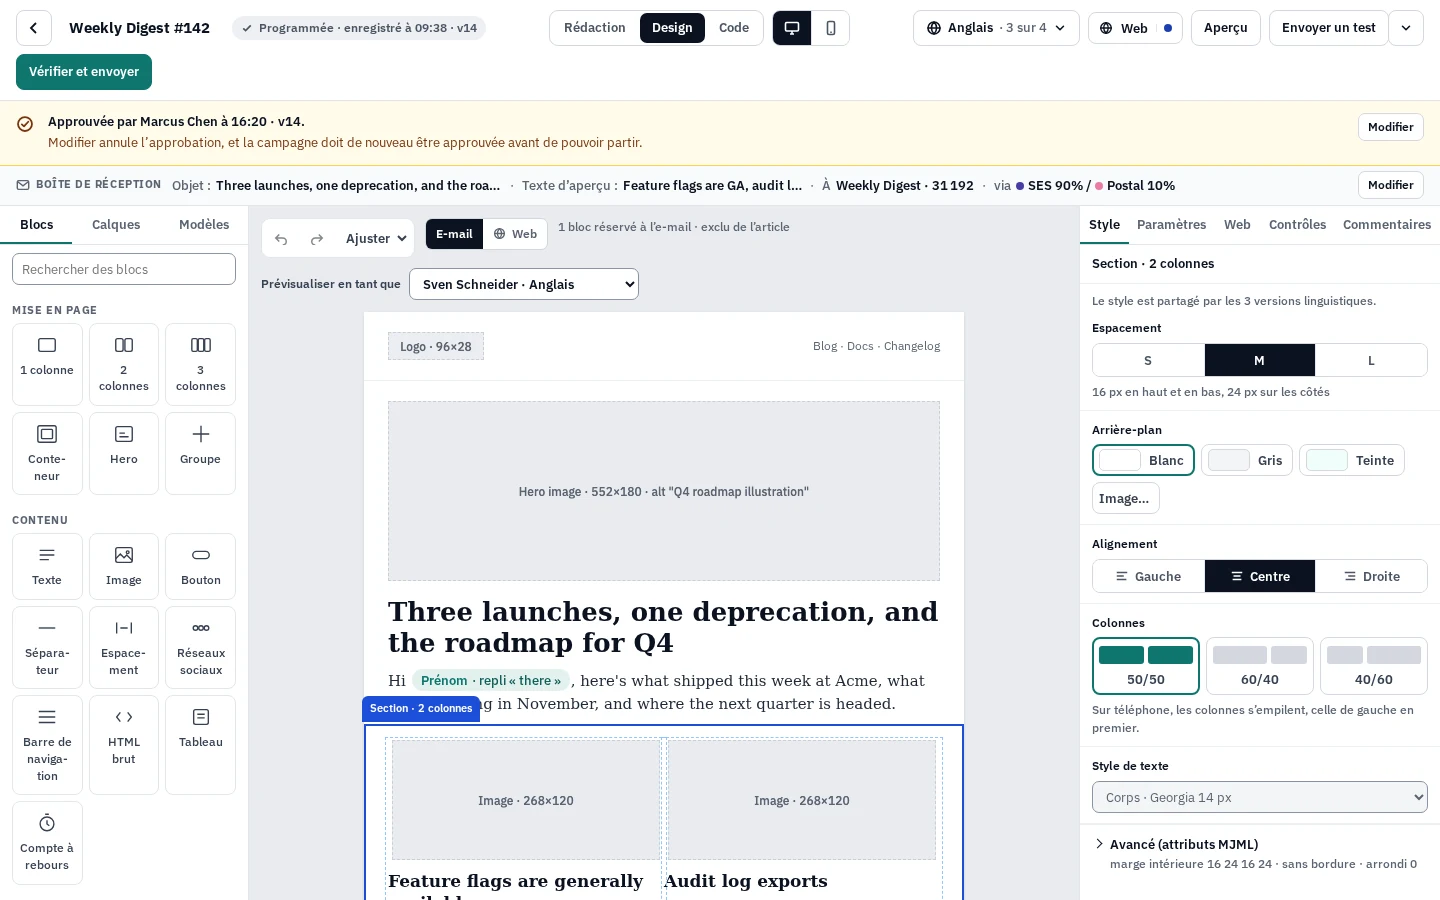 Weekly Digest #142
Programmée · enregistré à 09:38 · v14
Rédaction
Design
Code
Anglais · 3 sur 4
Web
Aperçu
Envoyer un test
Vérifier et envoyer
Approuvée par Marcus Chen à 16:20 · v14.
Modifier annule l’approbation, et la campagne doit de nouveau être approuvée avant de pouvoir partir.
Modifier
BOÎTE DE RÉCEPTION
Objet : Three launches, one deprecation, and the roa… · Texte d’aperçu : Feature flags are GA, audit l… · À Weekly Digest · 31 192 · via SES 90% / Postal 10%
Modifier
Blocs
Calques
Modèles
Rechercher des blocs
MISE EN PAGE
1 colonne
2
colonnes
3
colonnes
Conte-
neur
Hero
Groupe
CONTENU
Texte
Image
Bouton
Sépara-
teur
Espace-
ment
Réseaux
sociaux
Barre de
naviga-
tion
HTML
brut
Tableau
Compte à
rebours
Ajuster
E-mail
Web
1 bloc réservé à l’e-mail · exclu de l’article
Prévisualiser en tant que
Sven Schneider · Anglais
Logo · 96×28
Blog · Docs · Changelog
Hero image · 552×180 · alt "Q4 roadmap illustration"
Three launches, one deprecation, and
the roadmap for Q4
Hi Prénom · repli « there » , here's what shipped this week at Acme, what
ng in November, and where the next quarter is headed.
Section · 2 colonnes
Image · 268×120
Image · 268×120
Feature flags are generally
Audit log exports
Style
Paramètres
Web
Contrôles
Commentaires
Section · 2 colonnes
Le style est partagé par les 3 versions linguistiques.
Espacement
S
M
L
16 px en haut et en bas, 24 px sur les côtés
Arrière-plan
Blanc
Gris
Teinte
Image…
Alignement
Gauche
Centre
Droite
Colonnes
50/50
60/40
40/60
Sur téléphone, les colonnes s’empilent, celle de gauche en
premier.
Style de texte
Corps · Georgia 14 px
Avancé (attributs MJML)
marge intérieure 16 24 16 24 · sans bordure · arrondi 0